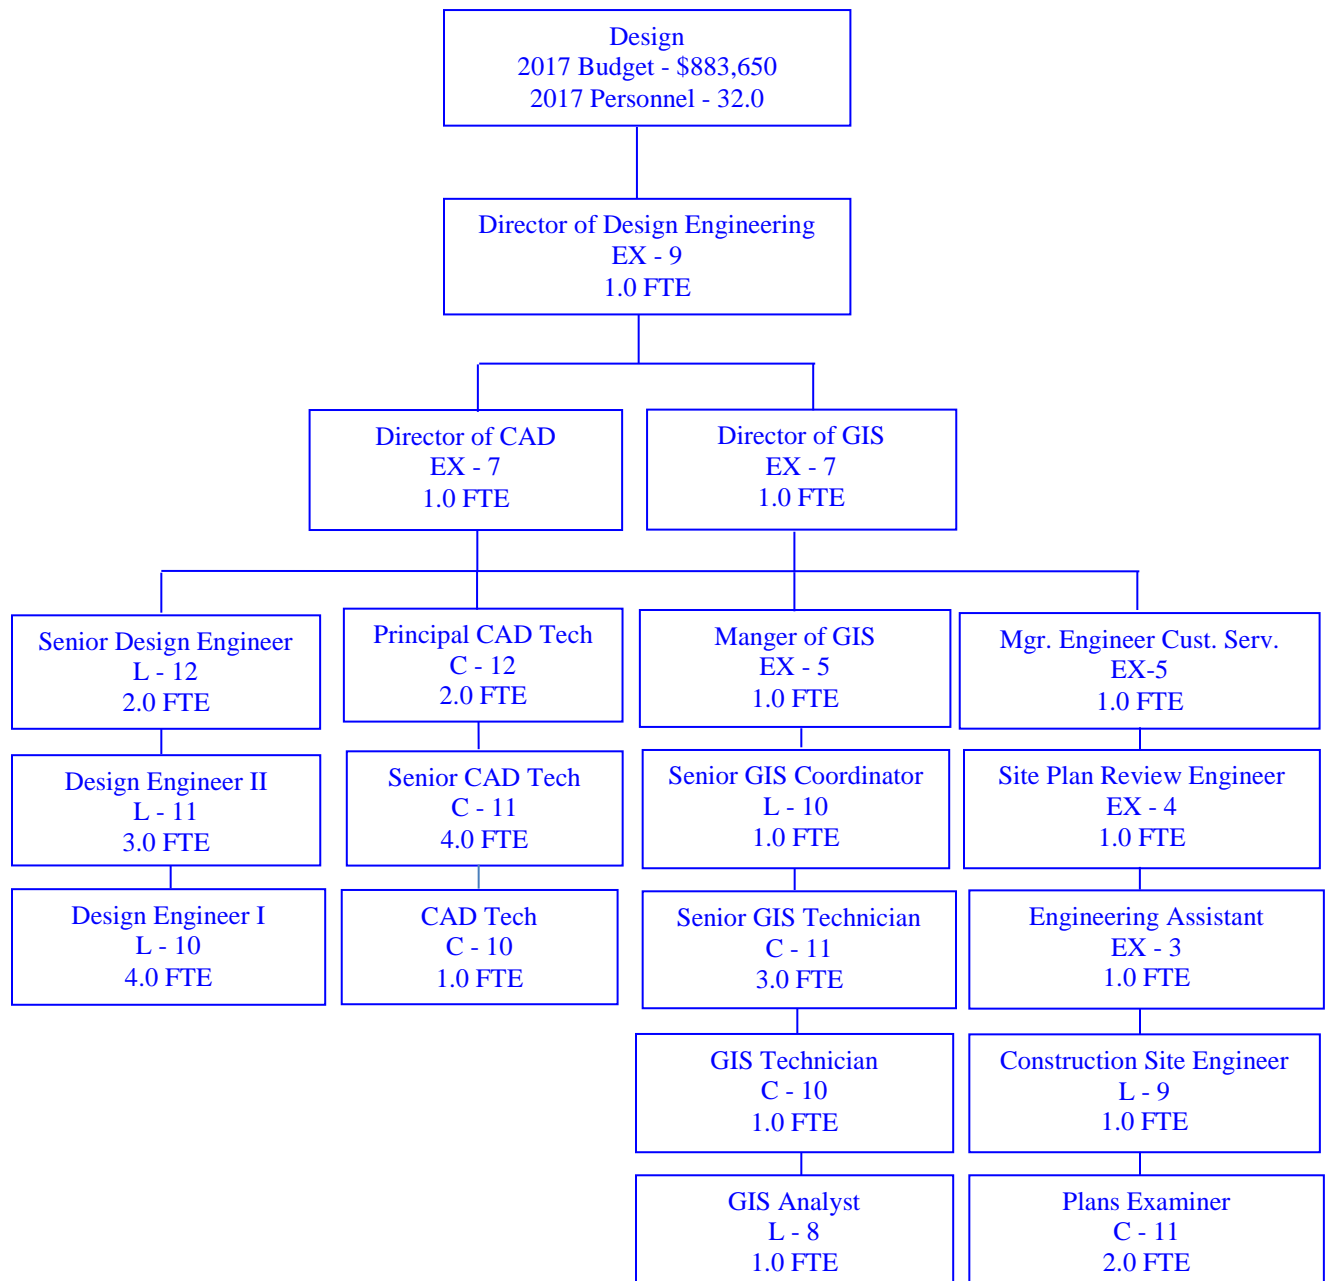 Design
2017 Budget - $883,650
2017 Personnel - 32.0
Director of Design Engineering
EX - 9
1.0 FTE
Director of CAD
EX - 7
1.0 FTE
Director of GIS
EX - 7
1.0 FTE
Senior Design Engineer
L - 12
2.0 FTE
Principal CAD Tech
C - 12
2.0 FTE
Manger of GIS
EX - 5
1.0 FTE
Mgr. Engineer Cust. Serv.
EX-5
1.0 FTE
Design Engineer II
L - 11
3.0 FTE
Senior CAD Tech
C - 11
4.0 FTE
Senior GIS Coordinator
L - 10
1.0 FTE
Site Plan Review Engineer
EX - 4
1.0 FTE
Design Engineer I
L - 10
4.0 FTE
CAD Tech
C - 10
1.0 FTE
Senior GIS Technician
C - 11
3.0 FTE
Engineering Assistant
EX - 3
1.0 FTE
GIS Technician
C - 10
1.0 FTE
Construction Site Engineer
L - 9
1.0 FTE
GIS Analyst
L - 8
1.0 FTE
Plans Examiner
C - 11
2.0 FTE